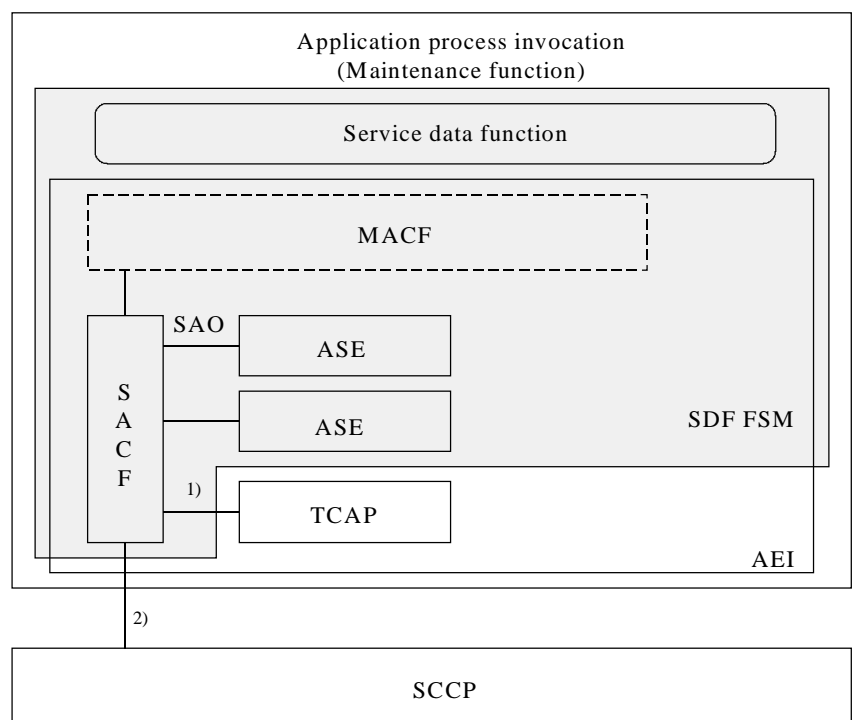 Application process invocation
(Maintenance function)
Service data function
MACF
SAO
ASE
S
A
C
F
ASE
SDF FSM
1)
TCAP
AEI
2)
SCCP